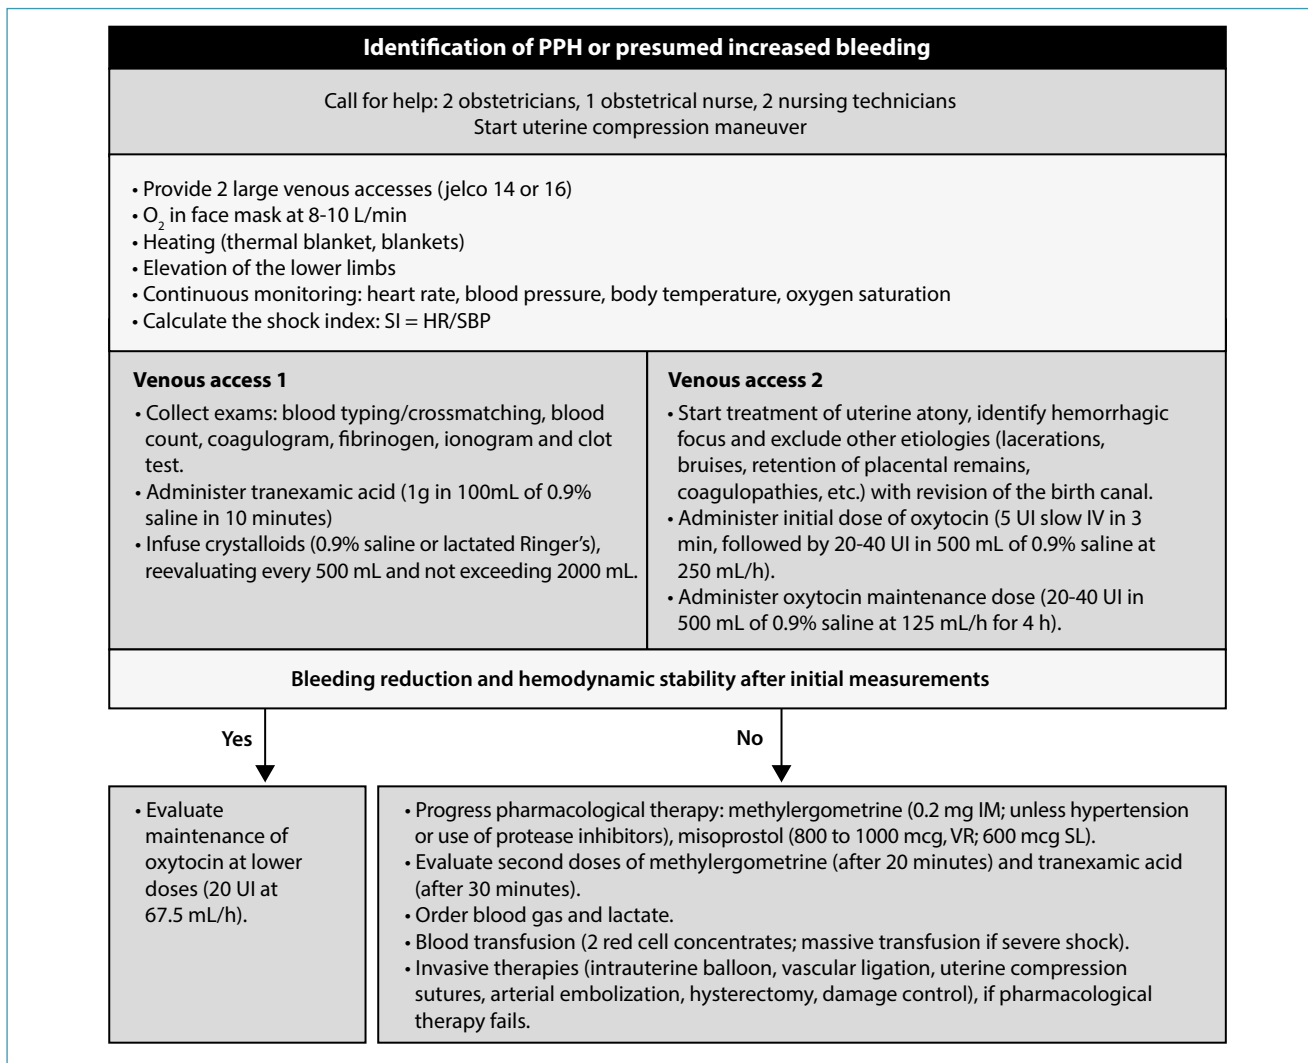 Identification of PPH or presumed increased bleeding
Call for help: 2 obstetricians, 1 obstetrical nurse, 2 nursing technicians
Start uterine compression maneuver
• Provide 2 large venous accesses (jelco 14 or 16)
• O2 in face mask at 8-10 L/min
• Heating (thermal blanket, blankets)
• Elevation of the lower limbs
• Continuous monitoring: heart rate, blood pressure, body temperature, oxygen saturation
• Calculate the shock index: SI = HR/SBP
Venous access 1
• Collect exams: blood typing/crossmatching, blood
count, coagulogram, fibrinogen, ionogram and clot
test.
• Administer tranexamic acid (1g in 100mL of 0.9%
saline in 10 minutes)
• Infuse crystalloids (0.9% saline or lactated Ringer's),
reevaluating every 500 mL and not exceeding 2000 mL.
Venous access 2
• Start treatment of uterine atony, identify hemorrhagic
focus and exclude other etiologies (lacerations,
bruises, retention of placental remains,
coagulopathies, etc.) with revision of the birth canal.
• Administer initial dose of oxytocin (5 UI slow IV in 3
min, followed by 20-40 UI in 500 mL of 0.9% saline at
250 mL/h).
• Administer oxytocin maintenance dose (20-40 UI in
500 mL of 0.9% saline at 125 mL/h for 4 h).
Bleeding reduction and hemodynamic stability after initial measurements
Yes
No
• Evaluate
maintenance of
oxytocin at lower
doses (20 UI at
67.5 mL/h).
• Progress pharmacological therapy: methylergometrine (0.2 mg IM; unless hypertension
or use of protease inhibitors), misoprostol (800 to 1000 mcg, VR; 600 mcg SL).
• Evaluate second doses of methylergometrine (after 20 minutes) and tranexamic acid
(after 30 minutes).
• Order blood gas and lactate.
• Blood transfusion (2 red cell concentrates; massive transfusion if severe shock).
• Invasive therapies (intrauterine balloon, vascular ligation, uterine compression
sutures, arterial embolization, hysterectomy, damage control), if pharmacological
therapy fails.